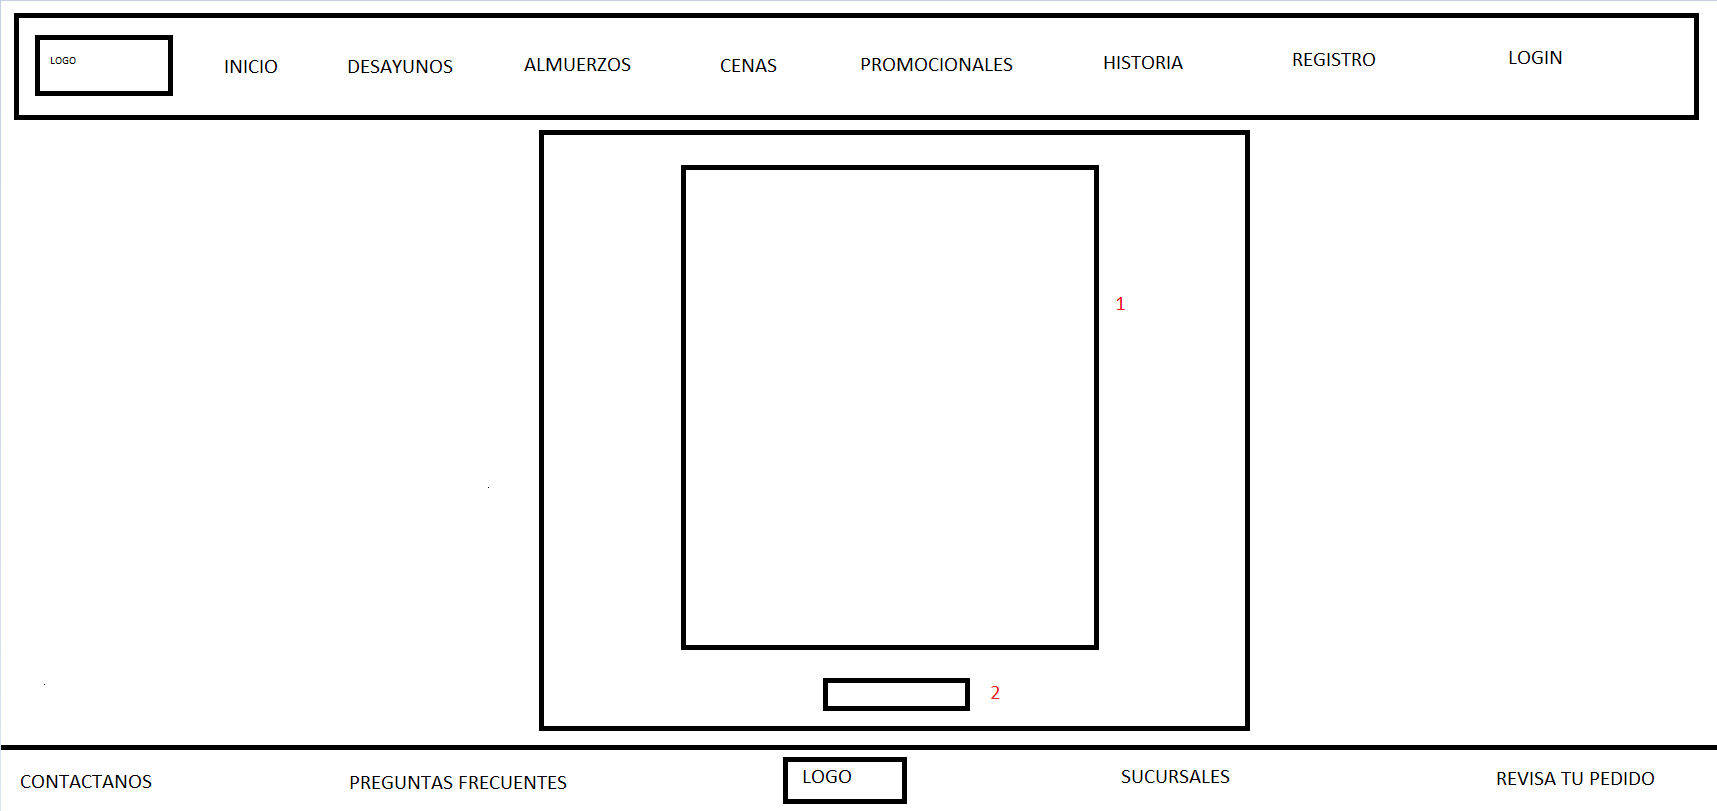 LOGO
INICIO
DESAYUNOS
ALMUERZOS
CENAS
PROMOCIONALES
HISTORIA
REGISTRO
LOGIN
1
2
CONTACTANOS
PREGUNTAS FRECUENTES
LOGO
SUCURSALES
REVISA TU PEDIDO